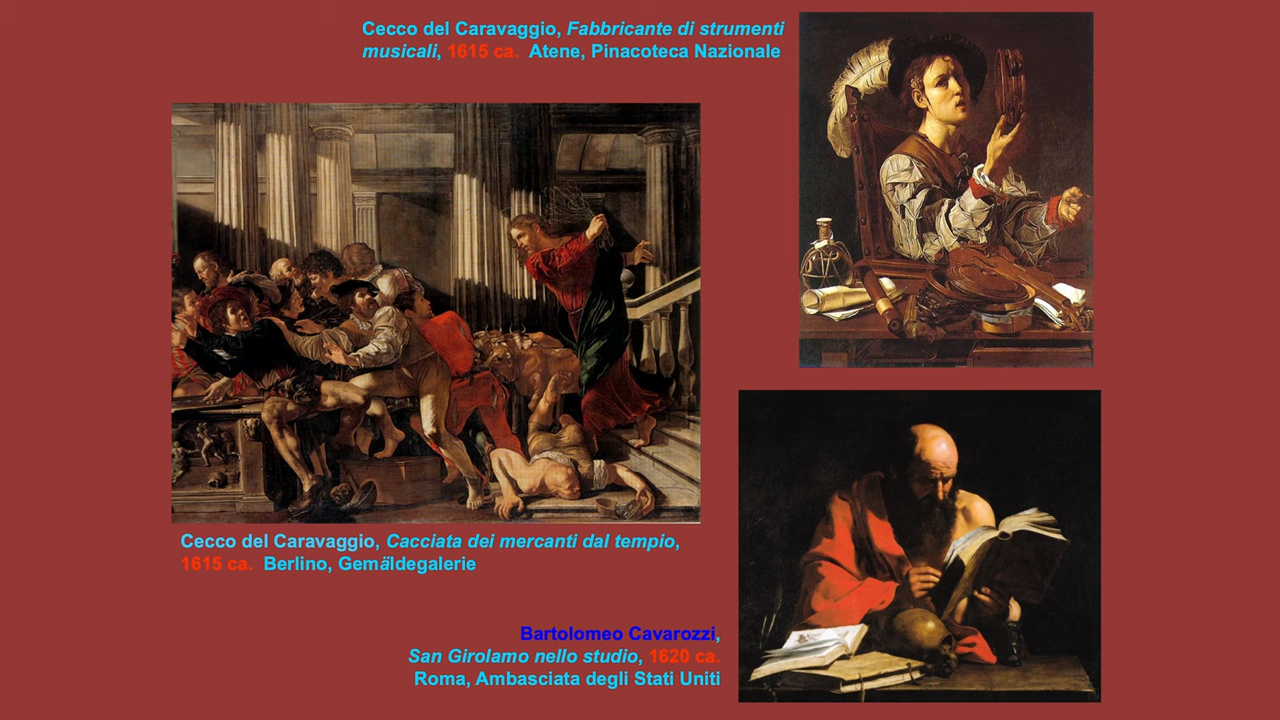 Cecco del Caravaggio, Fabbricante di strumenti
musicali, 1615 ca. Atene, Pinacoteca Nazionale
Cecco del Caravaggio, Cacciata dei mercanti dal tempio,
1615 ca. Berlino, Gemäldegalerie
Bartolomeo Cavarozzi,
San Girolamo nello studio, 1620 ca.
Roma, Ambasciata degli Stati Uniti